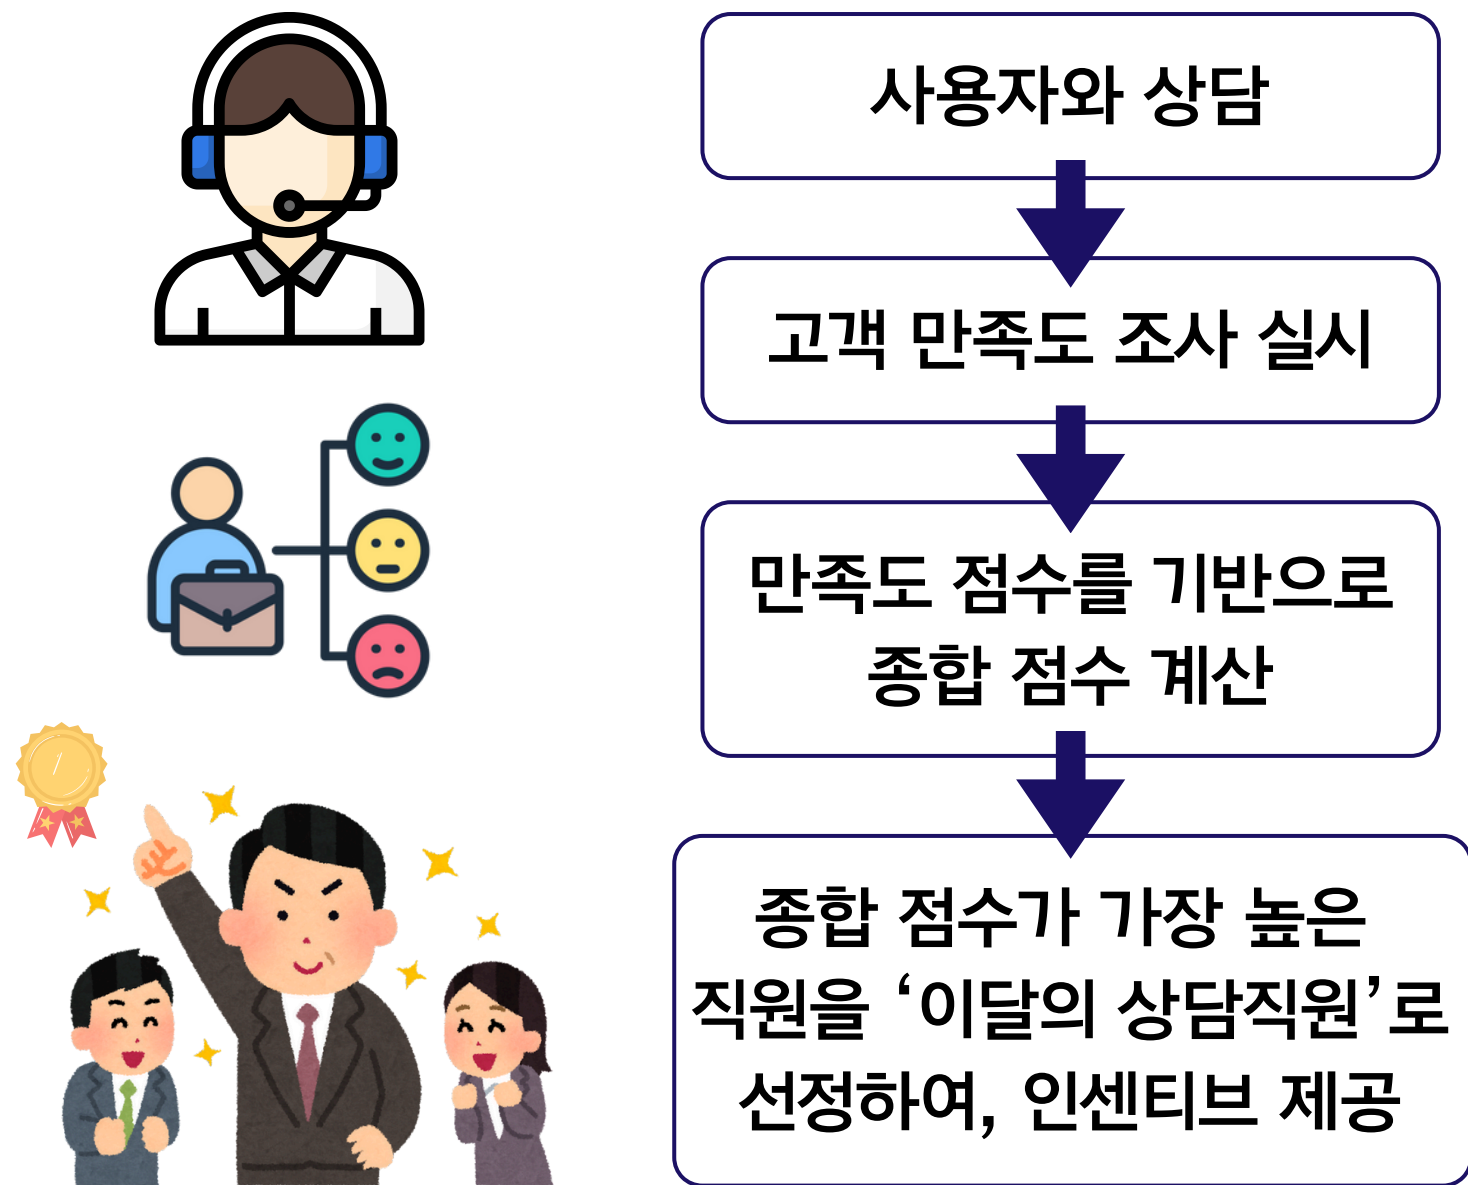 사용자와 상담
고객 만족도 조사 실시
만족도 점수를 기반으로
종합 점수 계산
종합 점수가 가장 높은
직원을 ‘이달의 상담직원’로
선정하여, 인센티브 제공